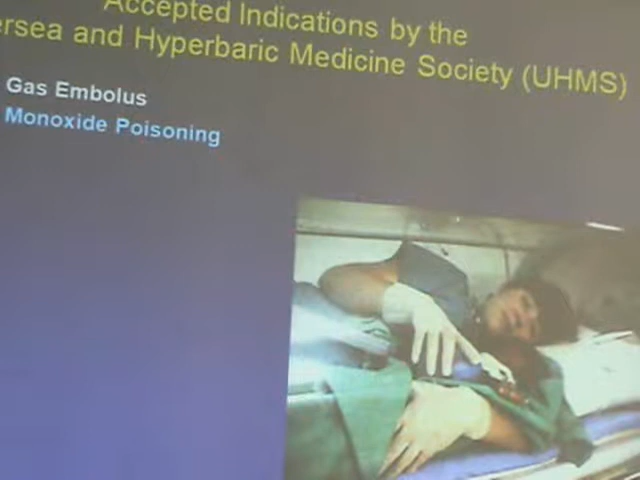 Accepted Indications by the
ersea and Hyperbaric Medicine Society (UHMS)
Gas Embolus
Monoxide Poisoning